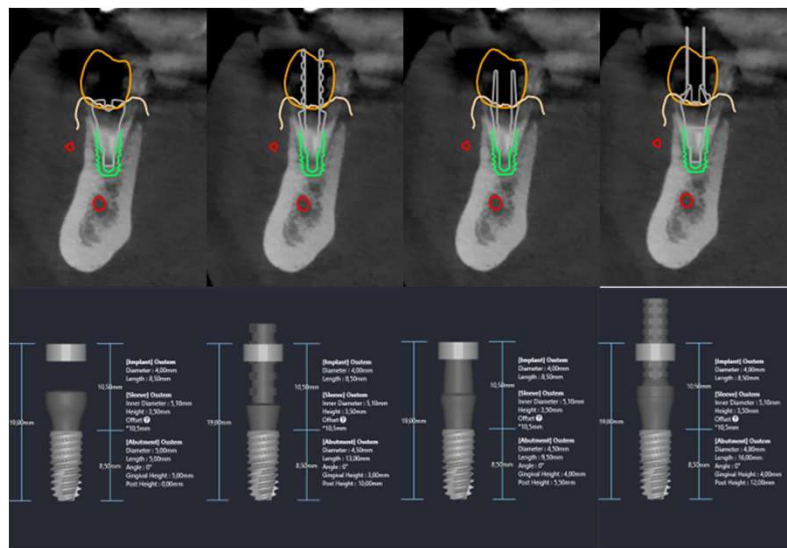 [Implant] Osstem
Diameter : 4,00mm
Length : 8,50mm
10,50mm
[Sleeve] Osstem
Inner Diameter : 5,10mm
Height : 3,50mm
Offset ?
*10,5mm
19,00mm
[Abutment] Osstem
Diameter : 5,00mm
Length : 5,00mm
Angle : 0°
8,50mm
Gingival Height : 5,00mm
Post Height : 0,00mm
[Implant] Osstem
Diameter : 4,00mm
Length : 8,50mm
10,50mm
[Sleeve] Osstem
Inner Diameter : 5,10mm
Height : 3,50mm
Offset ?
*10,5mm
19,00mm
[Abutment] Osstem
Diameter : 4,50mm
Length : 13,00mm
Angle : 0°
8,50mm
Gingival Height : 3,00mm
Post Height : 10,00mm
[Implant] Osstem
Diameter : 4,00mm
Length : 8,50mm
10,50mm
[Sleeve] Osstem
Inner Diameter : 5,10mm
Height : 3,50mm
Offset ?
*10,5mm
19,00mm
[Abutment] Osstem
Diameter : 4,50mm
Length : 9,50mm
Angle : 0°
8,50mm
Gingival Height : 4,00mm
Post Height : 5,50mm
[Implant] Osstem
Diameter : 4,00mm
Length : 8,50mm
10,50mm
[Sleeve] Osstem
Inner Diameter : 5,10mm
Height : 3,50mm
Offset ?
*10,5mm
19,00mm
[Abutment] Osstem
Diameter : 4,80mm
Length : 16,00mm
Angle : 0°
8,50mm
Gingival Height : 4,00mm
Post Height : 12,00mm